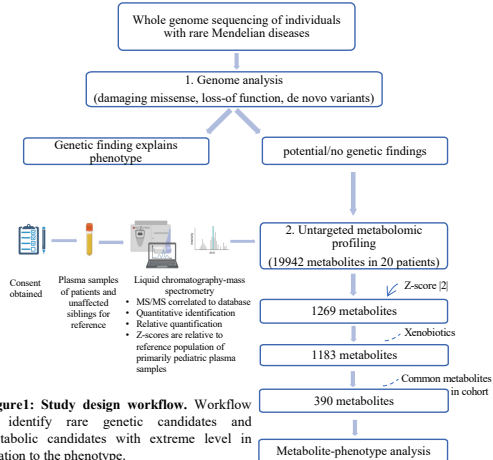 Whole genome sequencing of individuals
with rare Mendelian diseases
1. Genome analysis
(damaging missense, loss-of function, de novo variants)
Genetic finding explains
phenotype
potential/no genetic findings
2. Untargeted metabolomic
profiling
(19942 metabolites in 20 patients)
Consent
obtained
Plasma samples
of patients and
unaffected
siblings for
reference
Liquid chromatography-mass
spectrometry
• MS/MS correlated to database
• Quantitative identification
• Relative quantification
• Z-scores are relative to
reference population of
primarily pediatric plasma
samples
Z-score |2|
1269 metabolites
Xenobiotics
1183 metabolites
Common metabolites
in cohort
390 metabolites
Metabolite-phenotype analysis
gure1: Study design workflow. Workflow
identify rare genetic candidates and
tabolic candidates with extreme level in
ation to the phenotype.